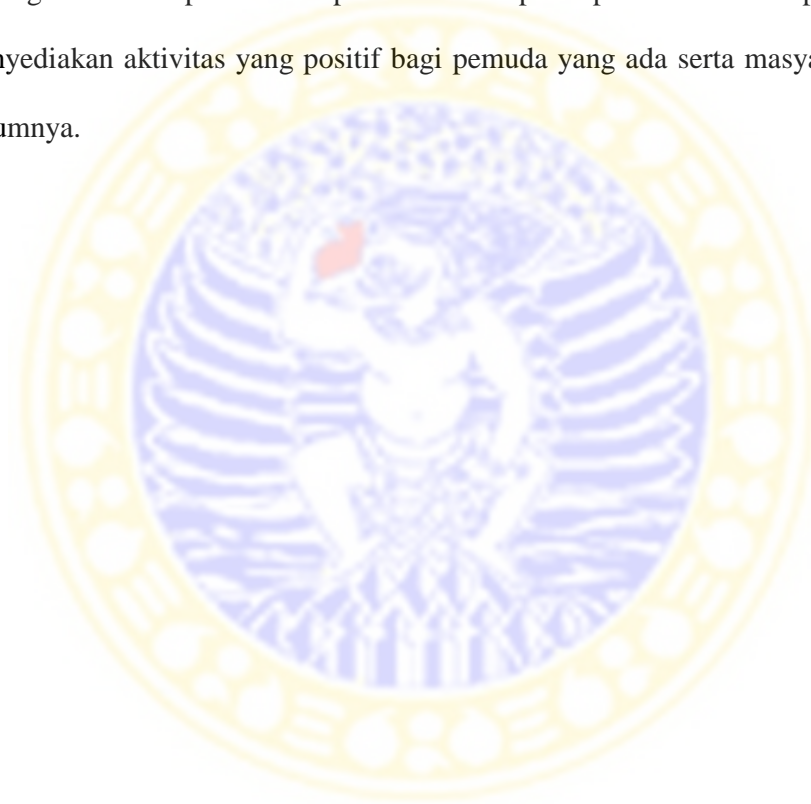 nyediakan aktivitas yang positif bagi pemuda yang ada serta masya
umnya.